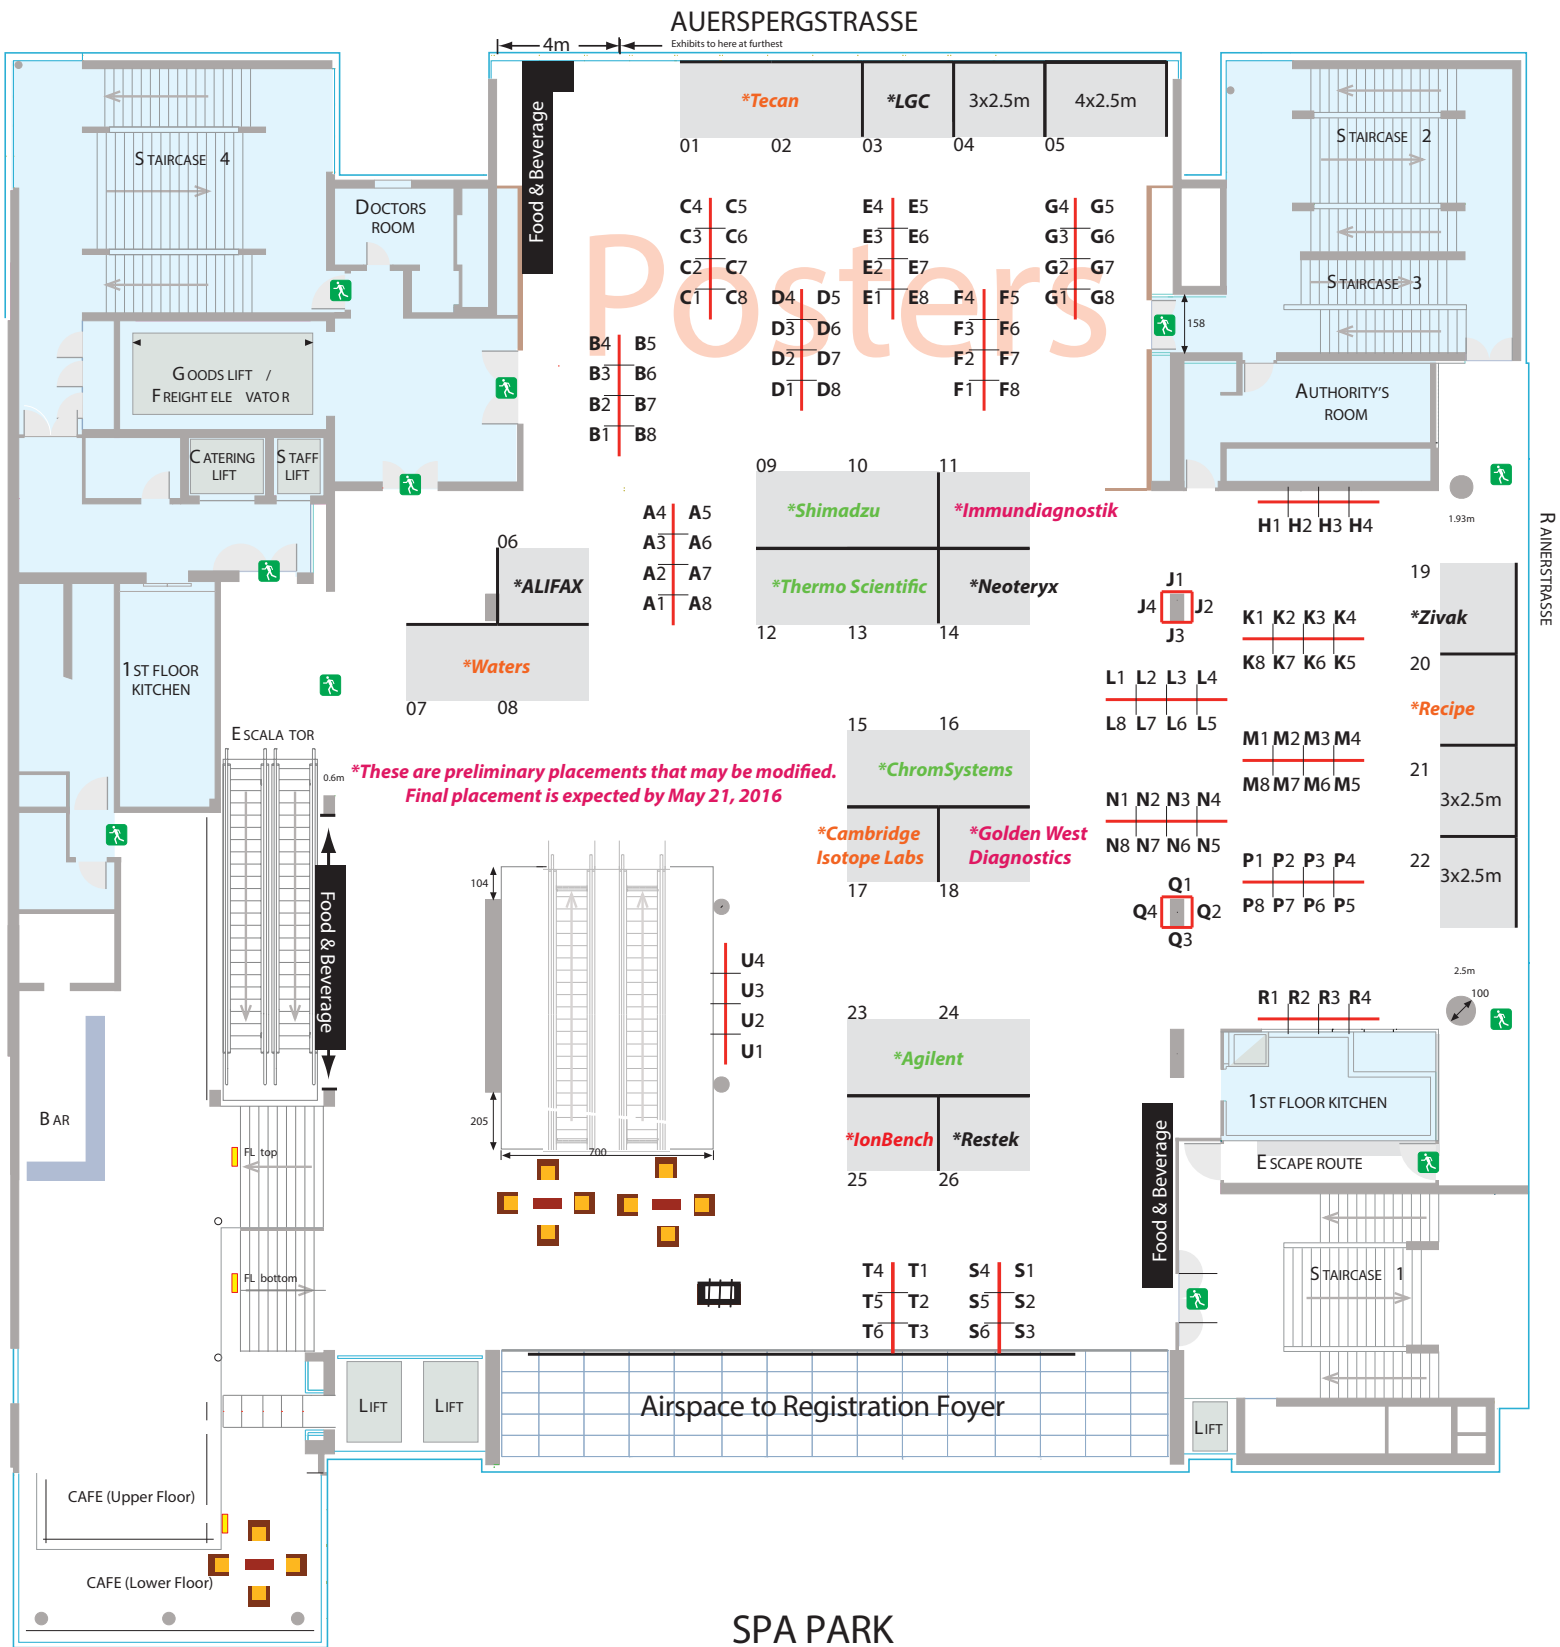 AUERSPERGSTRASSE
4m
Exhibits to here at furthest
Food & Beverage
*Tecan
*LGC
3x2.5m
4x2.5m
01 02 03 04 05
STAIRCASE 4
STAIRCASE 2
STAIRCASE 3
DOCTORS
ROOM
Posters
C4 C5
C3 C6
C2 C7
C1 C8
E4 E5
E3 E6
E2 E7
E1 E8
G4 G5
G3 G6
G2 G7
G1 G8
D4 D5
D3 D6
D2 D7
D1 D8
F4 F5
F3 F6
F2 F7
F1 F8
158
B4 B5
B3 B6
B2 B7
B1 B8
GOODS LIFT /
FREIGHT ELE VATO R
AUTHORITY'S
ROOM
CATERING
LIFT
STAFF
LIFT
09 10 11
*Shimadzu
*Immundiagnostik
*Thermo Scientific
*Neoteryx
12 13 14
A4 A5
A3 A6
A2 A7
A1 A8
06
*ALIFAX
*Waters
07 08
H1 H2 H3 H4
1.93m
RAINERSTRASSE
J1
J4 J2
J3
K1 K2 K3 K4
K8 K7 K6 K5
19
*Zivak
20
*Recipe
21
3x2.5m
22
3x2.5m
L1 L2 L3 L4
L8 L7 L6 L5
M1 M2 M3 M4
M8 M7 M6 M5
N1 N2 N3 N4
N8 N7 N6 N5
P1 P2 P3 P4
P8 P7 P6 P5
Q1
Q4 Q2
Q3
1ST FLOOR
KITCHEN
ESCALA TOR
0.6m
*These are preliminary placements that may be modified.
Final placement is expected by May 21, 2016
15 16
*ChromSystems
*Cambridge
Isotope Labs
*Golden West
Diagnostics
17 18
Food & Beverage
104
205
700
U4
U3
U2
U1
2.5m
100
R1 R2 R3 R4
23 24
*Agilent
*IonBench
*Restek
25 26
1ST FLOOR KITCHEN
ESCAPE ROUTE
Food & Beverage
BAR
FL top
FL bottom
T4 T1
T5 T2
T6 T3
S4 S1
S5 S2
S6 S3
STAIRCASE 1
LIFT
LIFT
Airspace to Registration Foyer
LIFT
CAFE (Upper Floor)
CAFE (Lower Floor)
SPA PARK